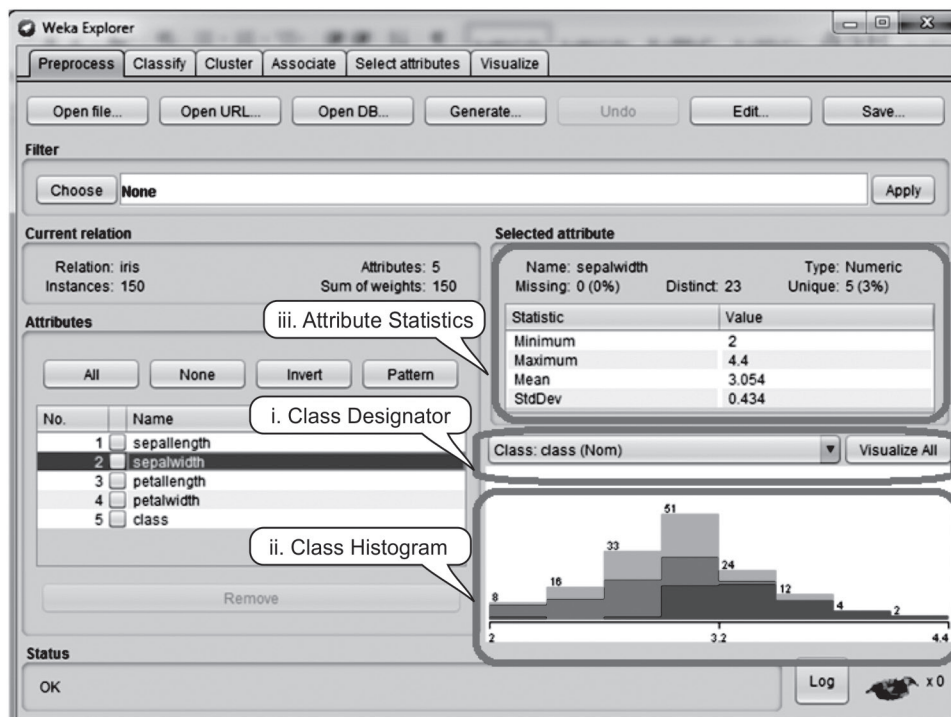 Weka Explorer
Preprocess Classify Cluster Associate Select attributes Visualize
Open file... Open URL... Open DB... Generate... Undo Edit... Save...
Filter
Choose None Apply
Current relation
Relation: iris Attributes: 5
Instances: 150 Sum of weights: 150
Selected attribute
Name: sepalwidth Type: Numeric
Missing: 0 (0%) Distinct: 23 Unique: 5 (3%)
Statistic Value
Minimum 2
Maximum 4.4
Mean 3.054
StdDev 0.434
iii. Attribute Statistics
Attributes
All None Invert Pattern
i. Class Designator
No. Name
1 sepallength
2 sepalwidth
3 petallength
4 petalwidth
5 class
Class: class (Nom) Visualize All
ii. Class Histogram
8 16 33 51 24 12 4 2
2 3.2 4.4
Remove
Status
OK
Log x 0